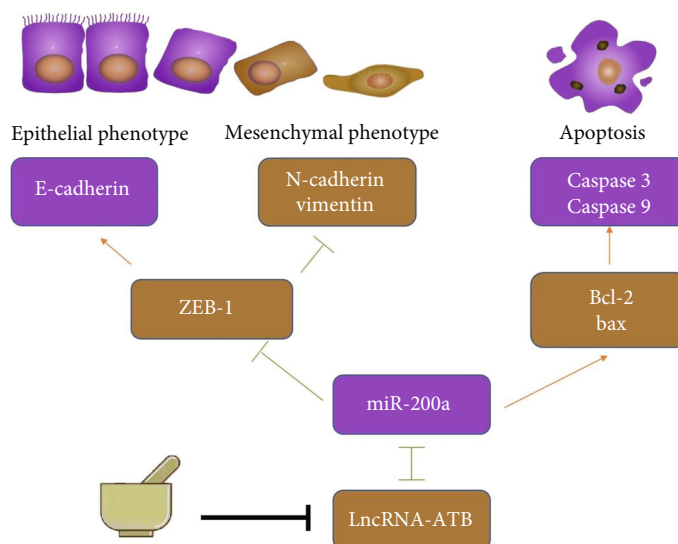 Epithelial phenotype
Mesenchymal phenotype
Apoptosis
E-cadherin
N-cadherin
vimentin
Caspase 3
Caspase 9
ZEB-1
Bcl-2
bax
miR-200a
LncRNA-ATB